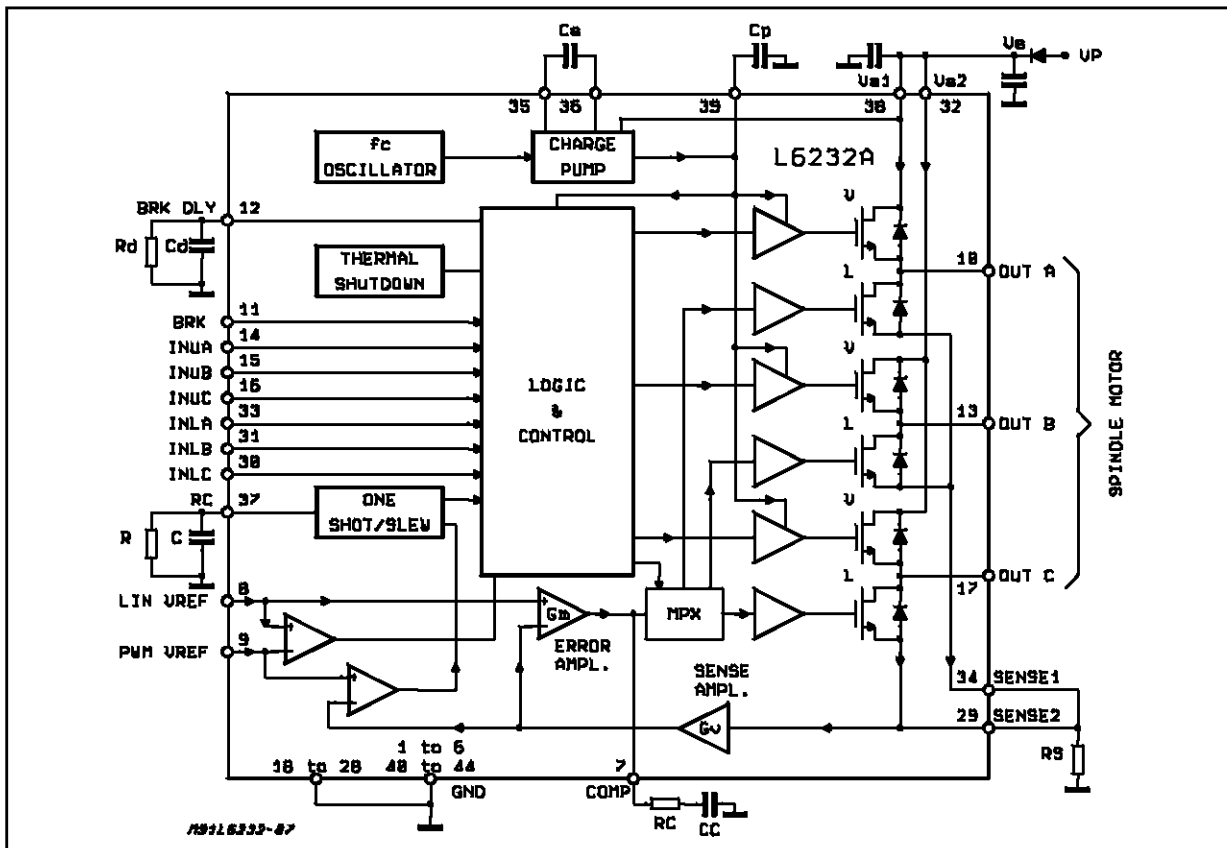 Ca
Cp
Vs
VP
Vs1
Vs2
35
36
39
38
32
fc
OSCILLATOR
CHARGE
PUMP
L6232A
BRK DLY
12
U
Rd
Cd
THERMAL
SHUTDOWN
10
OUT A
L
BRK
11
INUA
14
INUB
15
INUC
16
INLA
33
INLB
31
INLC
30
LOGIC
&
CONTROL
U
13
OUT B
L
SPINDLE MOTOR
RC
37
ONE
SHOT/SLEW
R
C
U
L
17
OUT C
LIN VREF
8
PWM VREF
9
+
-
+
-
+
-
Gm
ERROR
AMPL.
MPX
SENSE
AMPL.
Gv
34
SENSE1
29
SENSE2
RS
1 to 6
18 to 28
40 to 44
GND
7
COMP
RC
CC
M91L6232-07